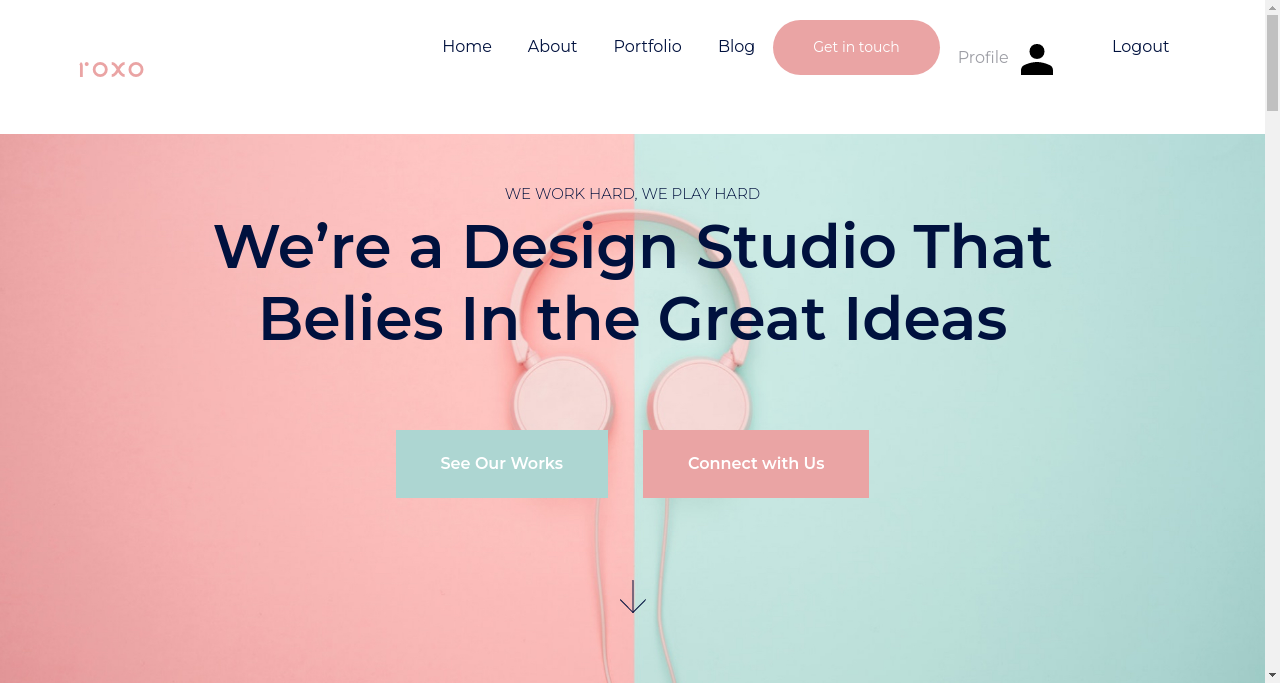 roxo
Home About Portfolio Blog Get in touch Profile Logout
WE WORK HARD, WE PLAY HARD
We’re a Design Studio That
Belies In the Great Ideas
See Our Works Connect with Us